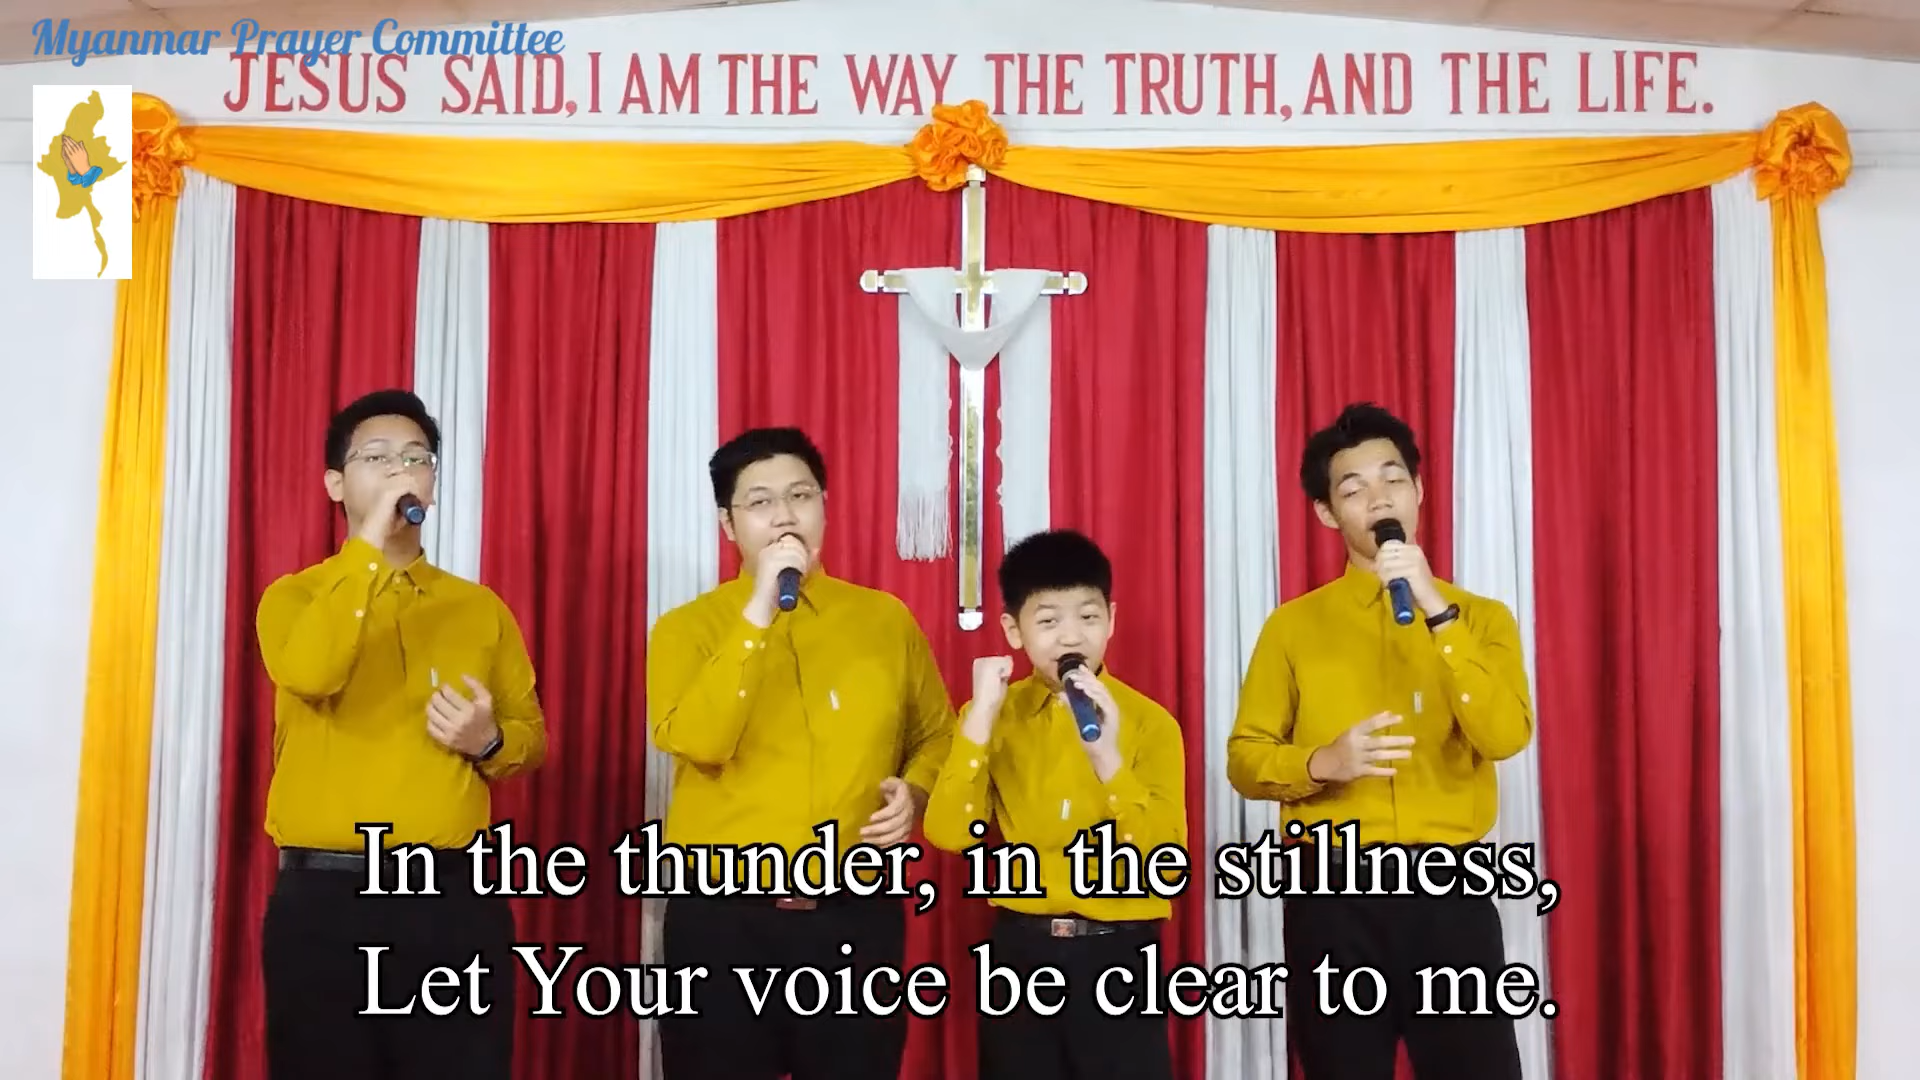 Myanmar Prayer Committee
JESUS SAID, I AM THE WAY THE TRUTH, AND THE LIFE.
In the thunder, in the stillness,
Let Your voice be clear to me.